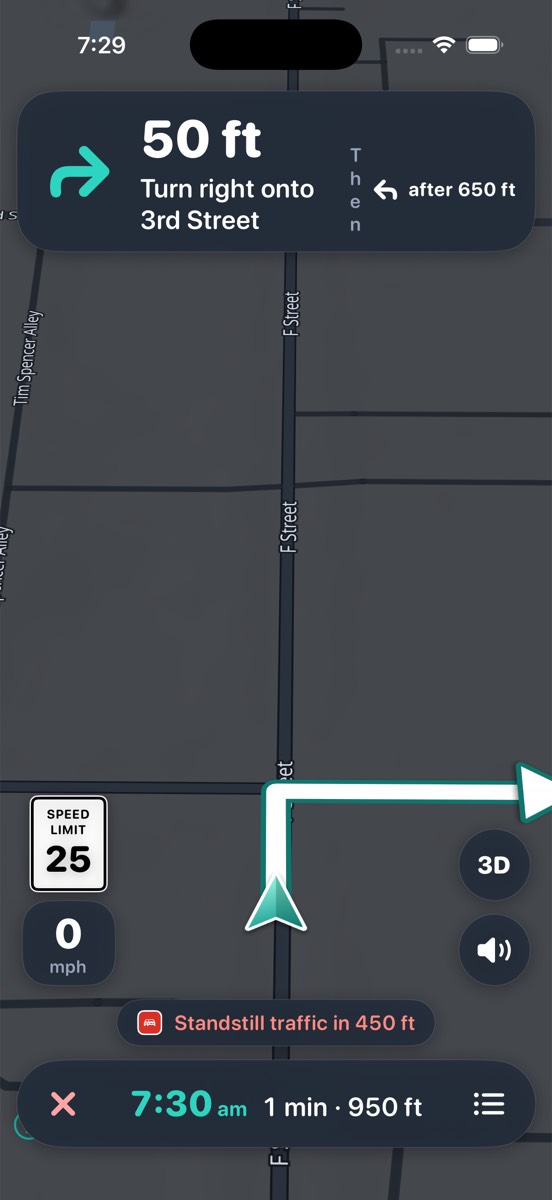 7:29
50 ft
Turn right onto
3rd Street
T
h
e
n
after 650 ft
Tim Spencer Alley
F Street
F Street
eet
SPEED
LIMIT
25
0
mph
3D
Standstill traffic in 450 ft
7:30 am 1 min · 950 ft